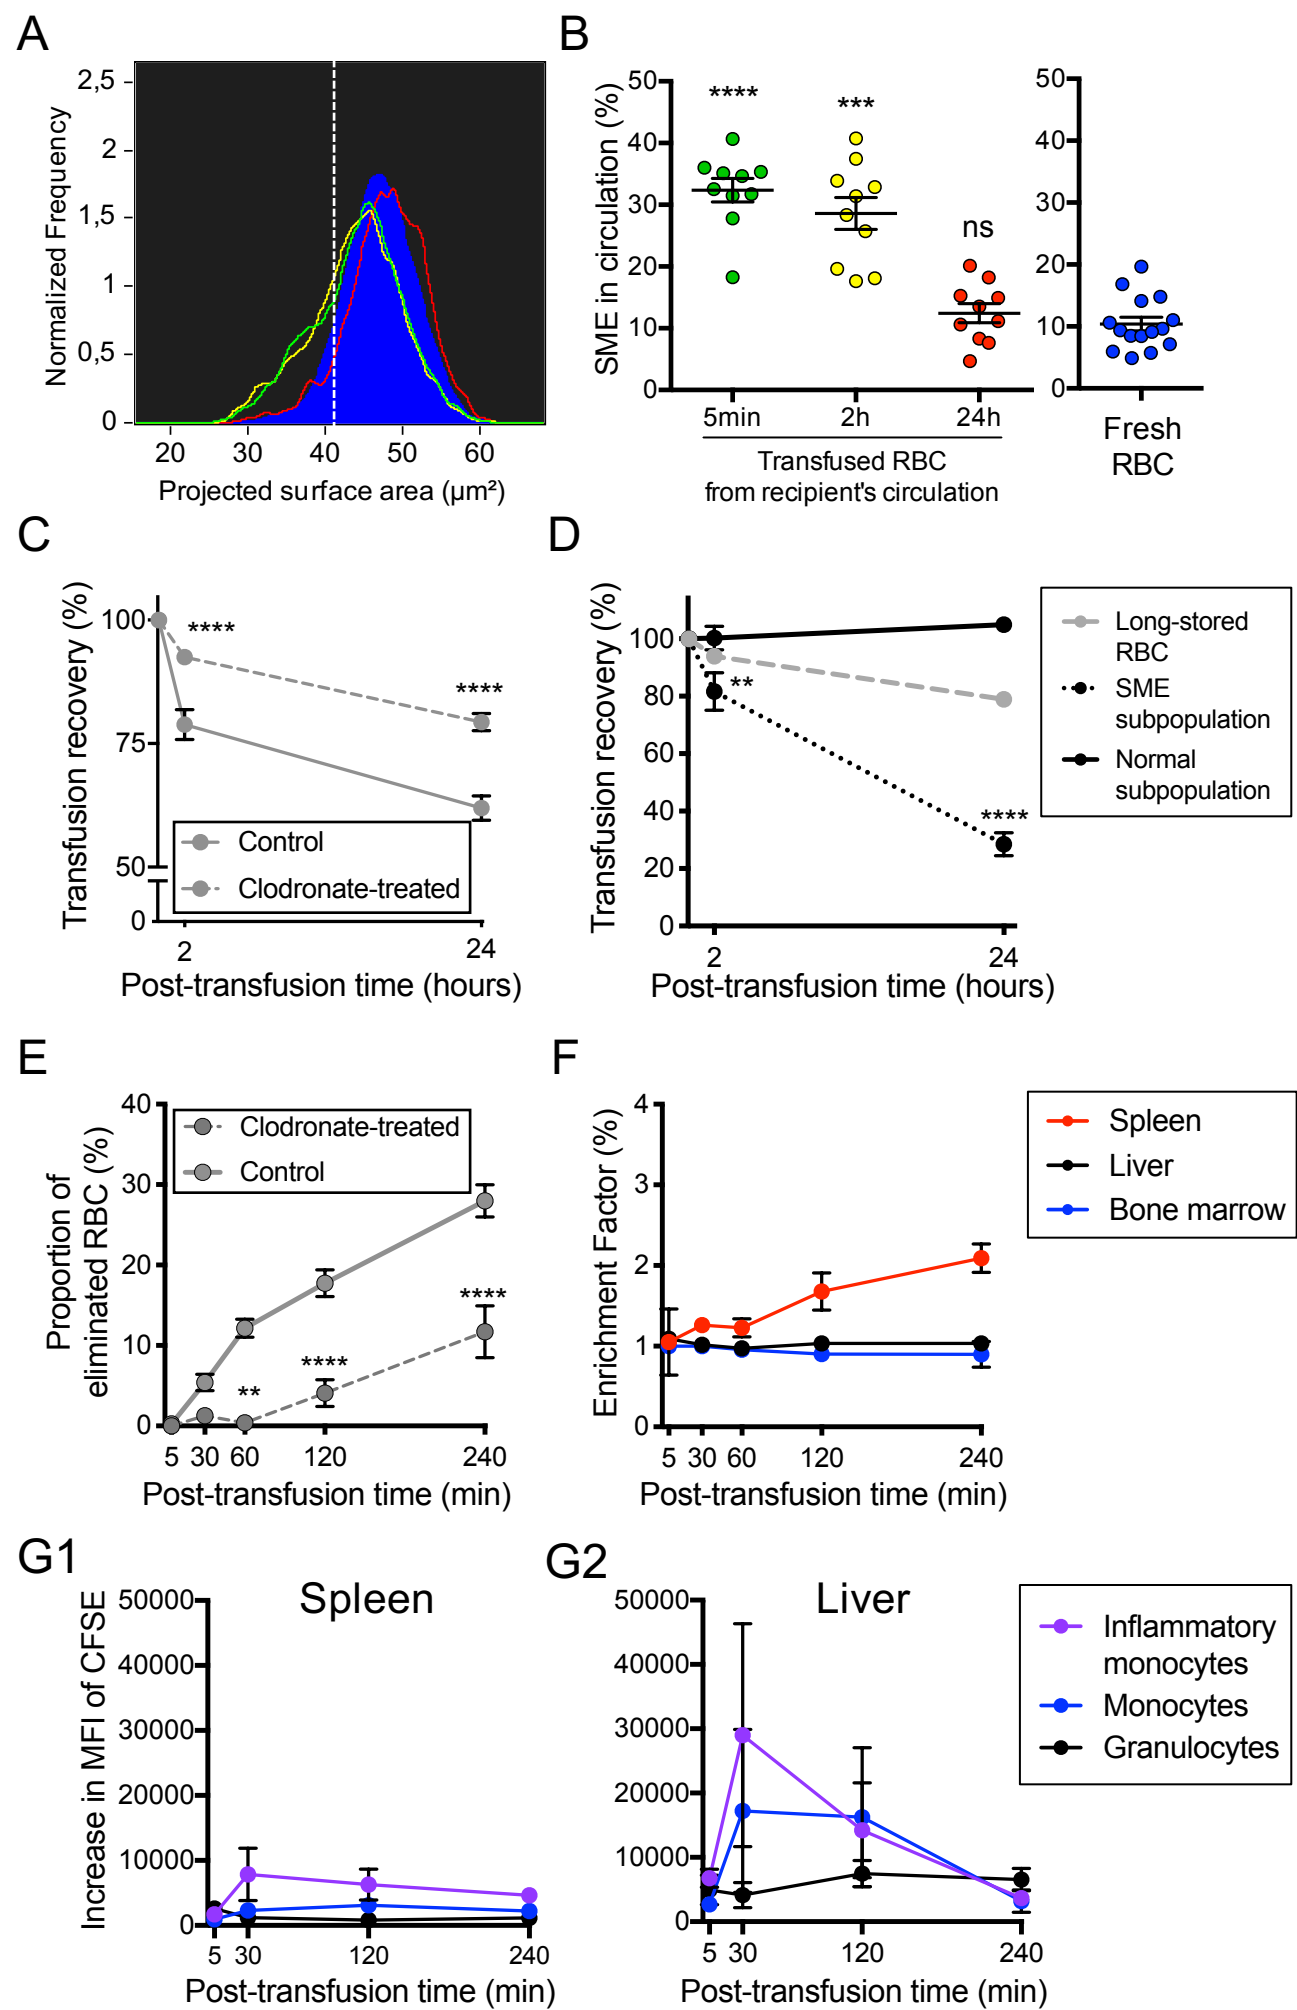 A
Normalized Frequency
2,5
2
1,5
1
0,5
0
20 30 40 50 60
Projected surface area (µm²)
B
SME in circulation (%)
50
40
30
20
10
0
****
***
ns
5min 2h 24h
Transfused RBC
from recipient's circulation
50
40
30
20
10
0
Fresh
RBC
C
Transfusion recovery (%)
100
75
50
0
****
****
Control
Clodronate-treated
2 24
Post-transfusion time (hours)
D
Transfusion recovery (%)
100
80
60
40
20
0
**
****
2 24
Post-transfusion time (hours)
Long-stored
RBC
SME
subpopulation
Normal
subpopulation
E
Proportion of
eliminated RBC (%)
40
30
20
10
0
Clodronate-treated
Control
**
****
****
5 30 60 120 240
Post-transfusion time (min)
F
Enrichment Factor (%)
4
3
2
1
0
5 30 60 120 240
Post-transfusion time (min)
Spleen
Liver
Bone marrow
G1
Spleen
Increase in MFI of CFSE
50000
40000
30000
20000
10000
0
5 30 120 240
Post-transfusion time (min)
G2
Liver
50000
40000
30000
20000
10000
0
5 30 120 240
Post-transfusion time (min)
Inflammatory
monocytes
Monocytes
Granulocytes